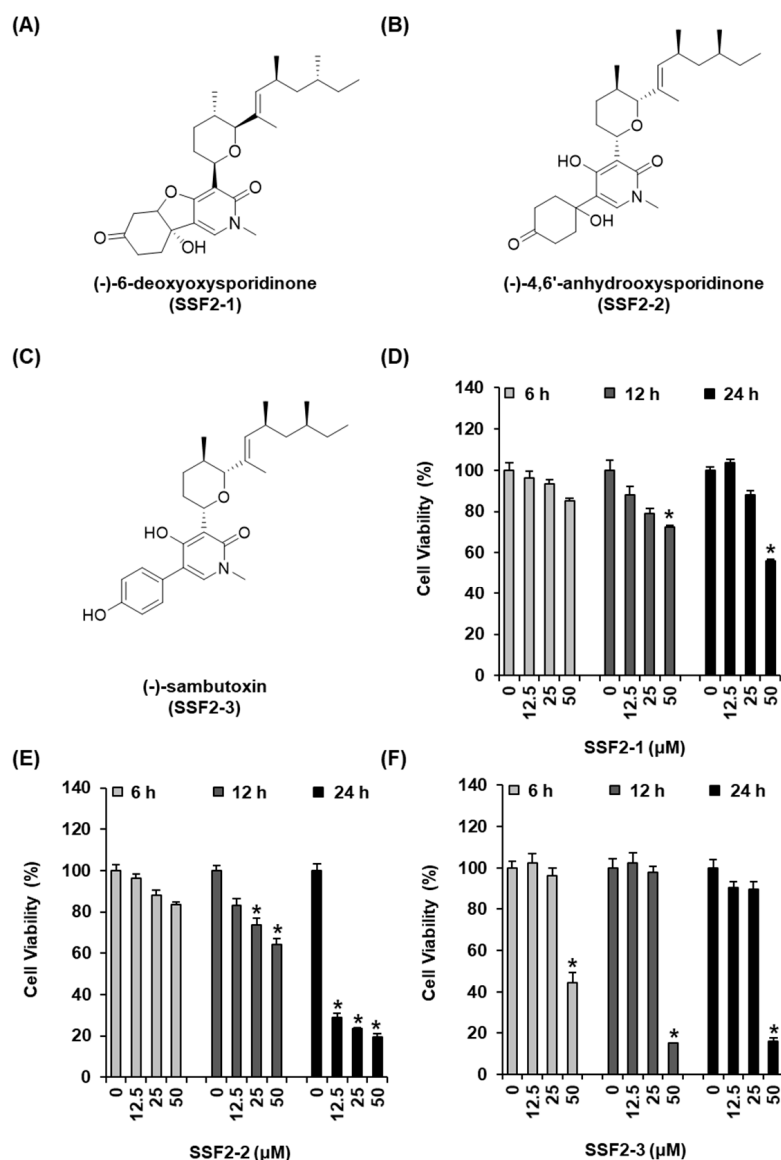 (A)
O
O
O
OH
O
N
(-)-6-deoxyoxysporidinone
(SSF2-1)
(B)
O
HO
O
N
OH
O
(-)-4,6'-anhydrooxysporidinone
(SSF2-2)
(C)
O
HO
O
N
HO
(-)-sambutoxin
(SSF2-3)
(D)
Cell Viability (%)
140
120
100
80
60
40
20
0
6 h
12 h
24 h
*
*
0 12.5 25 50 0 12.5 25 50 0 12.5 25 50
SSF2-1 (µM)
(E)
Cell Viability (%)
140
120
100
80
60
40
20
0
6 h
12 h
24 h
* * * * *
0 12.5 25 50 0 12.5 25 50 0 12.5 25 50
SSF2-2 (µM)
(F)
Cell Viability (%)
140
120
100
80
60
40
20
0
6 h
12 h
24 h
* * *
0 12.5 25 50 0 12.5 25 50 0 12.5 25 50
SSF2-3 (µM)